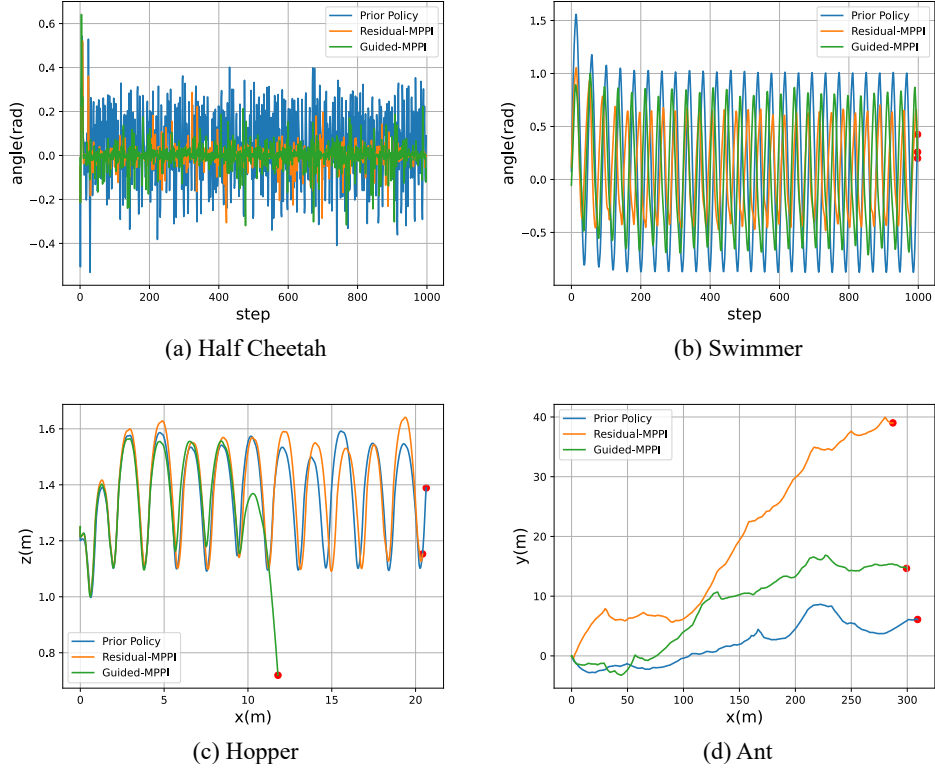 Prior Policy
Residual-MPPI
Guided-MPPI
angle(rad)
0.6
0.4
0.2
0.0
−0.2
−0.4
0 200 400 600 800 1000
step
(a) Half Cheetah
Prior Policy
Residual-MPPI
Guided-MPPI
angle(rad)
1.5
1.0
0.5
0.0
−0.5
0 200 400 600 800 1000
step
(b) Swimmer
z(m)
1.6
1.4
1.2
1.0
0.8
Prior Policy
Residual-MPPI
Guided-MPPI
0 5 10 15 20
x(m)
(c) Hopper
Prior Policy
Residual-MPPI
Guided-MPPI
y(m)
40
30
20
10
0
0 50 100 150 200 250 300
x(m)
(d) Ant